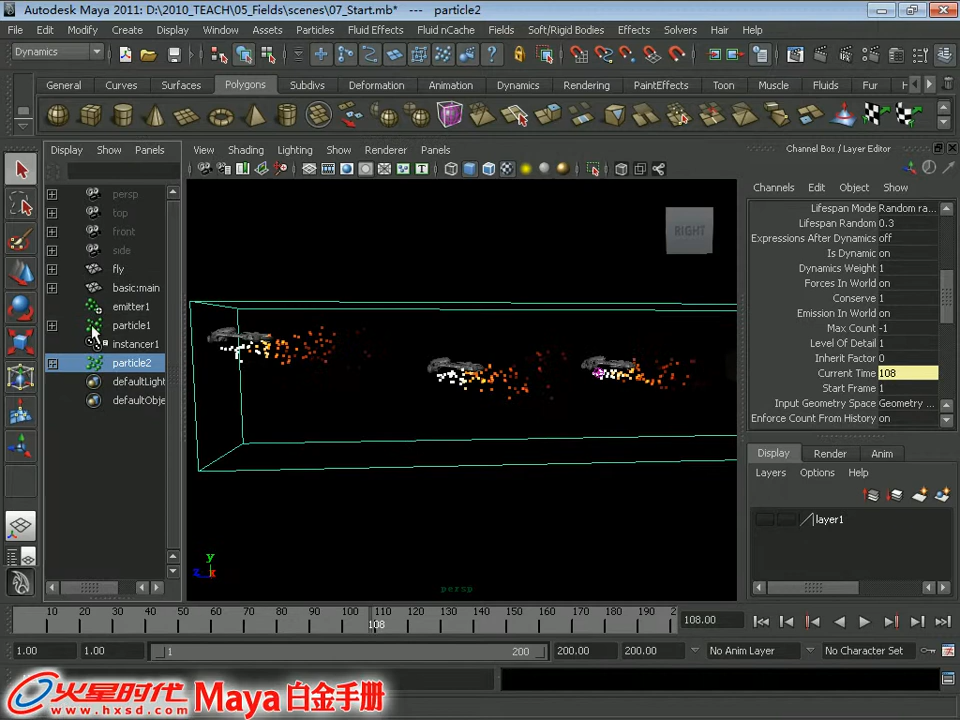 Autodesk Maya 2011: D:\2010_TEACH\05_Fields\scenes\07_Start.mb* --- particle2
File Edit Modify Create Display Window Assets Particles Fluid Effects Fluid nCache Fields Soft/Rigid Bodies Effects Solvers Hair Help
Dynamics
General Curves Surfaces Polygons Subdivs Deformation Animation Dynamics Rendering PaintEffects Toon Muscle Fluids Fur
Display Show Panels
View Shading Lighting Show Renderer Panels
Channel Box / Layer Editor
Channels Edit Object Show
persp
top
front
side
fly
basic:main
emitter1
particle1
instancer1
particle2
defaultLight
defaultObje
RIGHT
Lifespan Mode Random ra...
Lifespan Random 0.3
Expressions After Dynamics off
Is Dynamic on
Dynamics Weight 1
Forces In World on
Conserve 1
Emission In World on
Max Count -1
Level Of Detail 1
Inherit Factor 0
Current Time 108
Start Frame 1
Input Geometry Space Geometry ...
Enforce Count From History on
Display Render Anim
Layers Options Help
layer1
y
z x
persp
10 20 30 40 50 60 70 80 90 100 110 120 130 140 150 160 170 180 190 2
108
108.00
1.00 1.00 1 200 200.00 200.00 No Anim Layer No Character Set
火星时代 Maya 白金手册
www.hxsd.com